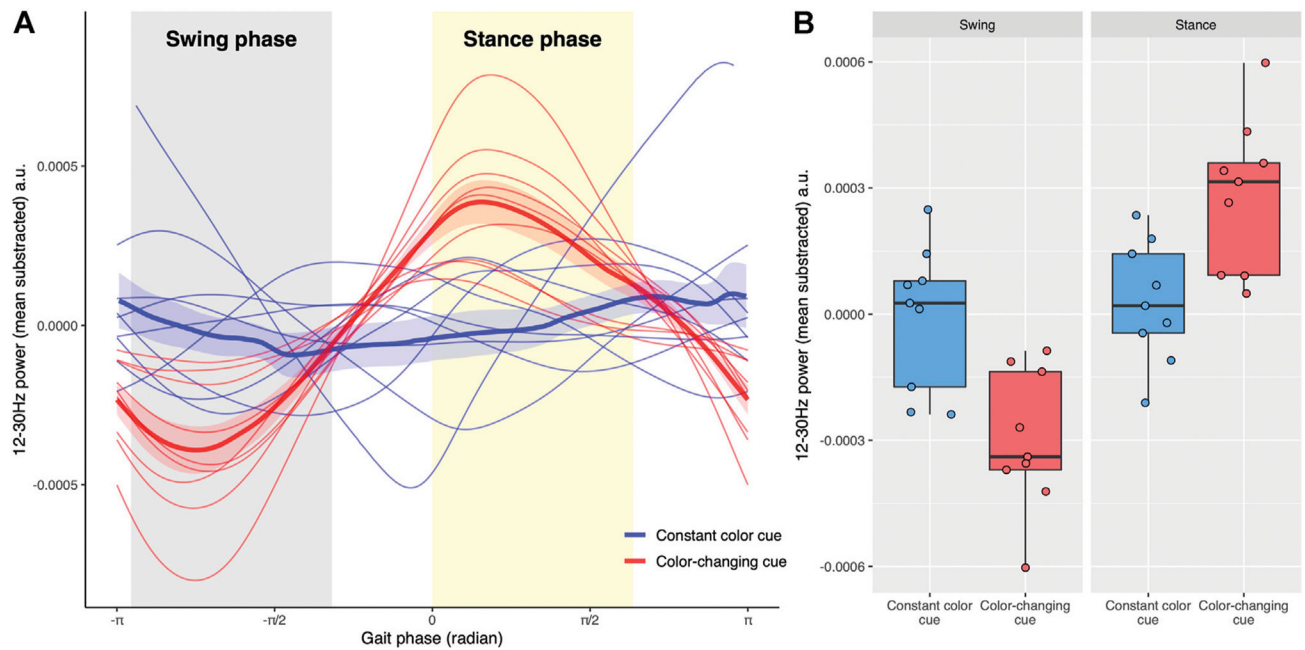 A
Swing phase
Stance phase
12-30Hz power (mean substracted) a.u.
0.0005
0.0000
-0.0005
-π
-π/2
0
π/2
π
Gait phase (radian)
Constant color cue
Color-changing cue
B
Swing
Stance
12-30Hz power (mean substracted) a.u.
0.0006
0.0003
0.0000
-0.0003
-0.0006
Constant color
cue
Color-changing
cue
Constant color
cue
Color-changing
cue